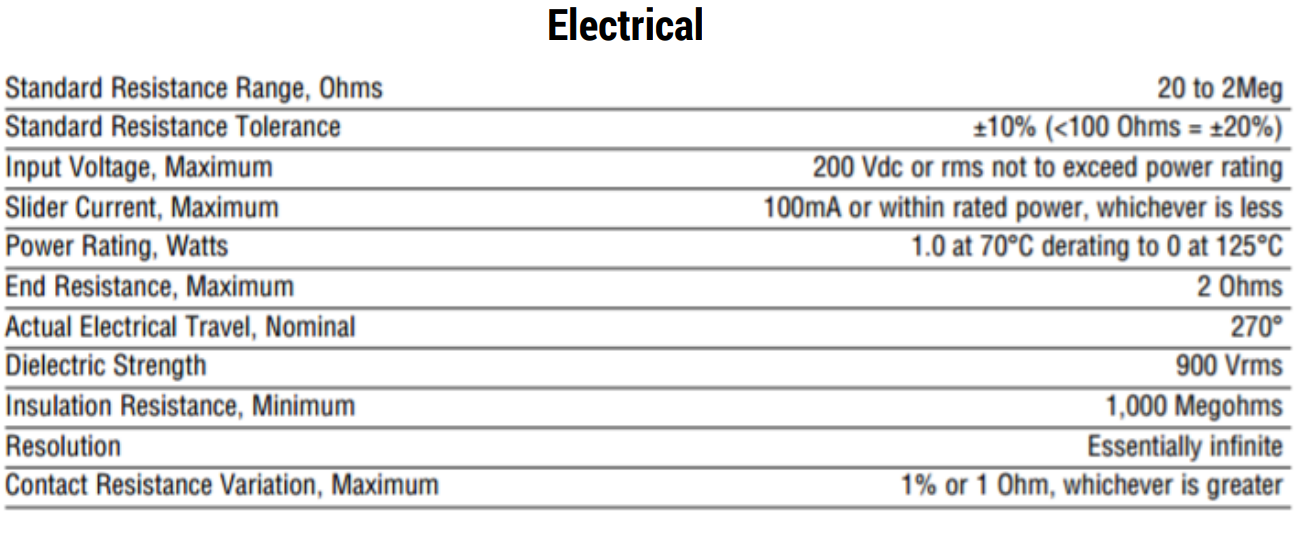 Electrical
Standard Resistance Range, Ohms 20 to 2Meg
Standard Resistance Tolerance ±10% (<100 Ohms = ±20%)
Input Voltage, Maximum 200 Vdc or rms not to exceed power rating
Slider Current, Maximum 100mA or within rated power, whichever is less
Power Rating, Watts 1.0 at 70°C derating to 0 at 125°C
End Resistance, Maximum 2 Ohms
Actual Electrical Travel, Nominal 270°
Dielectric Strength 900 Vrms
Insulation Resistance, Minimum 1,000 Megohms
Resolution Essentially infinite
Contact Resistance Variation, Maximum 1% or 1 Ohm, whichever is greater